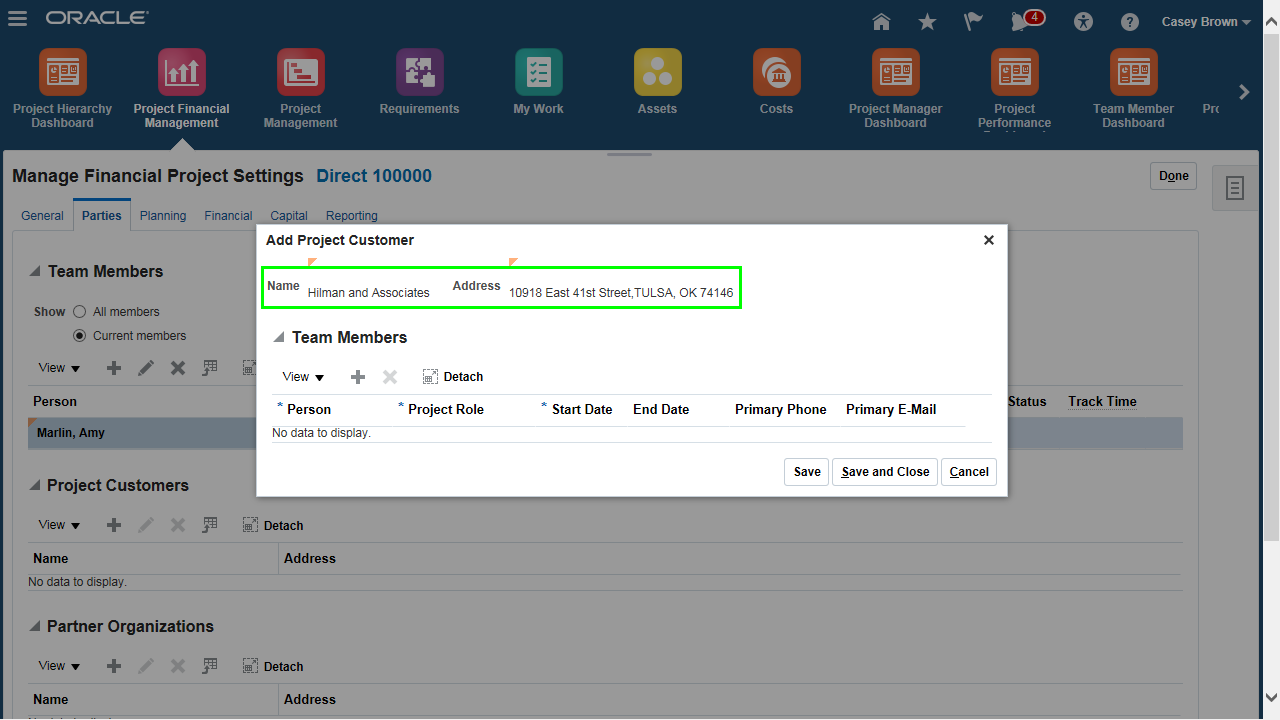 ORACLE
4
Casey Brown
Project Hierarchy Dashboard
Project Financial Management
Project Management
Requirements
My Work
Assets
Costs
Project Manager Dashboard
Project Performance
Team Member Dashboard
Manage Financial Project Settings Direct 100000
Done
General Parties Planning Financial Capital Reporting
Add Project Customer
Name Hilman and Associates Address 10918 East 41st Street,TULSA, OK 74146
Team Members
View Detach
* Person * Project Role * Start Date End Date Primary Phone Primary E-Mail
No data to display.
Save Save and Close Cancel
Team Members
Show All members
Current members
View
Person Status Track Time
Marlin, Amy
Project Customers
View Detach
Name Address
No data to display.
Partner Organizations
View Detach
Name Address